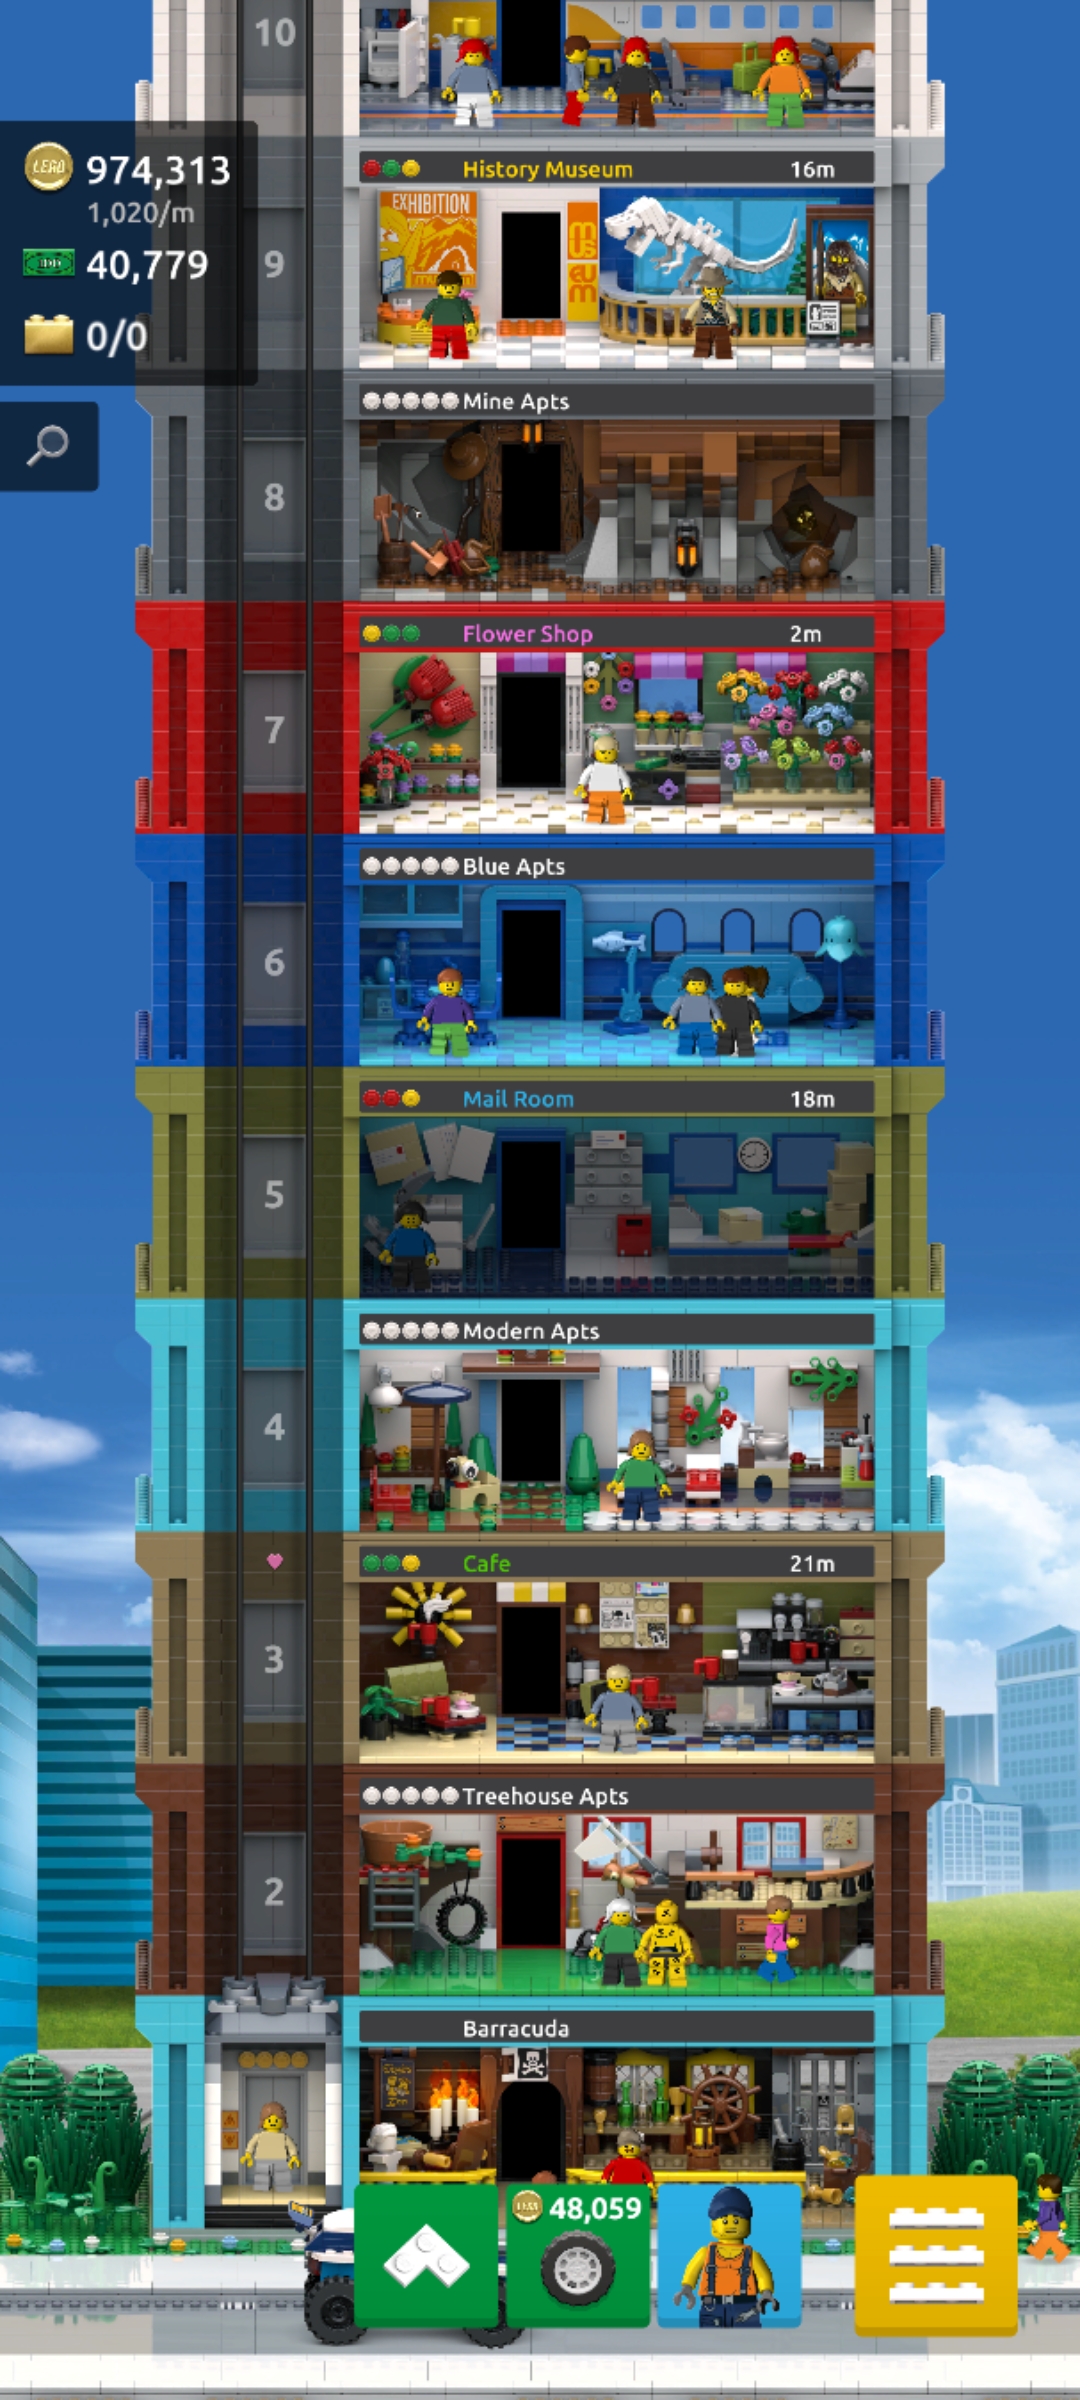 10
LEGO 974,313
1,020/m
40,779
0/0
History Museum 16m
EXHIBITION
museum
9
Mine Apts
8
Flower Shop 2m
7
Blue Apts
6
Mail Room 18m
5
Modern Apts
4
Cafe 21m
3
Treehouse Apts
2
Barracuda
48,059